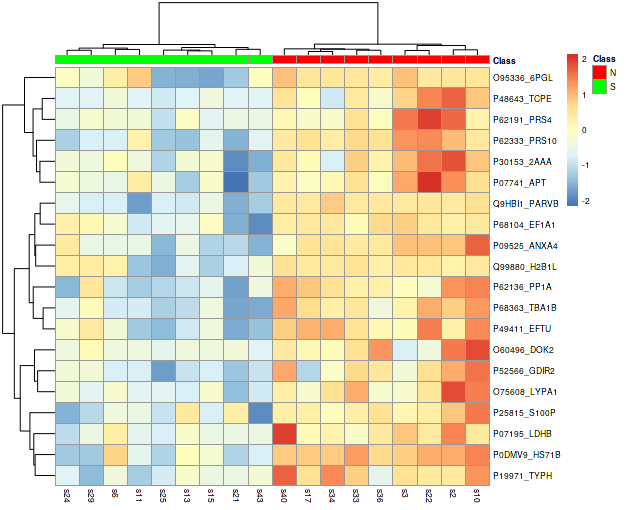 Class
O95336_6PGL
P48643_TCPE
P62191_PRS4
P62333_PRS10
P30153_2AAA
P07741_APT
Q9HBI1_PARVB
P68104_EF1A1
P09525_ANXA4
Q99880_H2B1L
P62136_PP1A
P68363_TBA1B
P49411_EFTU
O60496_DOK2
P52566_GDIR2
O75608_LYPA1
P25815_S100P
P07195_LDHB
P0DMV9_HS71B
P19971_TYPH
s24 s29 s6 s11 s25 s13 s15 s21 s43 s40 s17 s34 s33 s36 s3 s22 s2 s10
2
1
0
-1
-2
Class
N
S